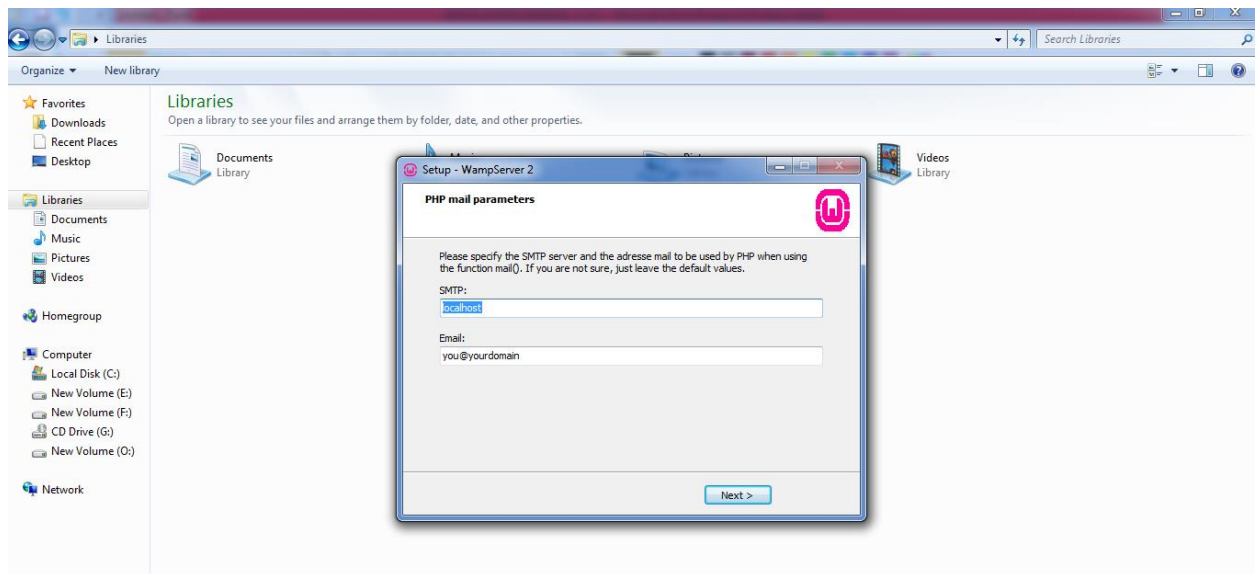 Libraries
Search Libraries
Organize
New library
Favorites
Downloads
Recent Places
Desktop
Libraries
Documents
Music
Pictures
Videos
Homegroup
Computer
Local Disk (C:)
New Volume (E:)
New Volume (F:)
CD Drive (G:)
New Volume (O:)
Network
Libraries
Open a library to see your files and arrange them by folder, date, and other properties.
Documents
Library
Videos
Library
Setup - WampServer 2
PHP mail parameters
Please specify the SMTP server and the adresse mail to be used by PHP when using
the function mail(). If you are not sure, just leave the default values.
SMTP:
localhost
Email:
you@yourdomain
Next >